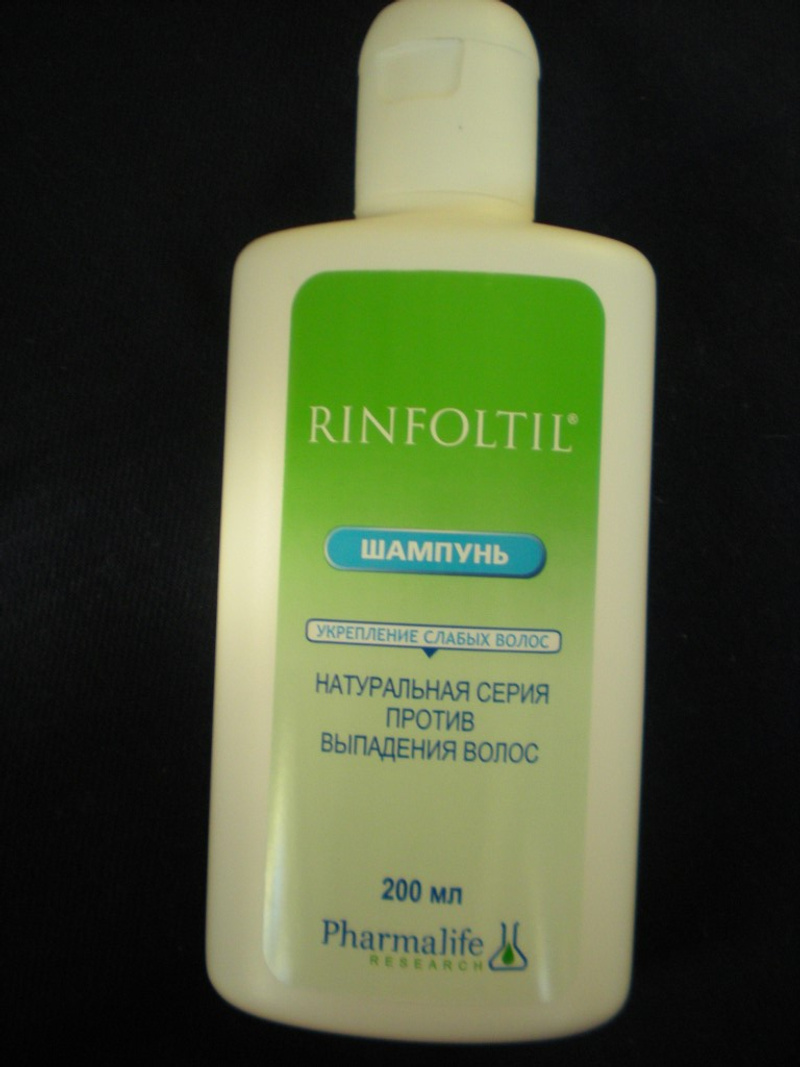 RINFOLTIL®
ШАМПУНЬ
УКРЕПЛЕНИЕ СЛАБЫХ ВОЛОС
НАТУРАЛЬНАЯ СЕРИЯ
ПРОТИВ
ВЫПАДЕНИЯ ВОЛОС
200 мл
Pharmalife
RESEARCH